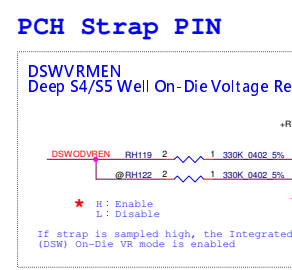 PCH Strap PIN
DSWVRMEN
Deep S4/S5 Well On-Die Voltage Re
+R
DSWODVREN RH119 2 1 330K_0402_5%
@RH122 2 1 330K_0402_5%
* H : Enable
L : Disable
If strap is sampled high, the Integrated
(DSW) On-Die VR mode is enabled